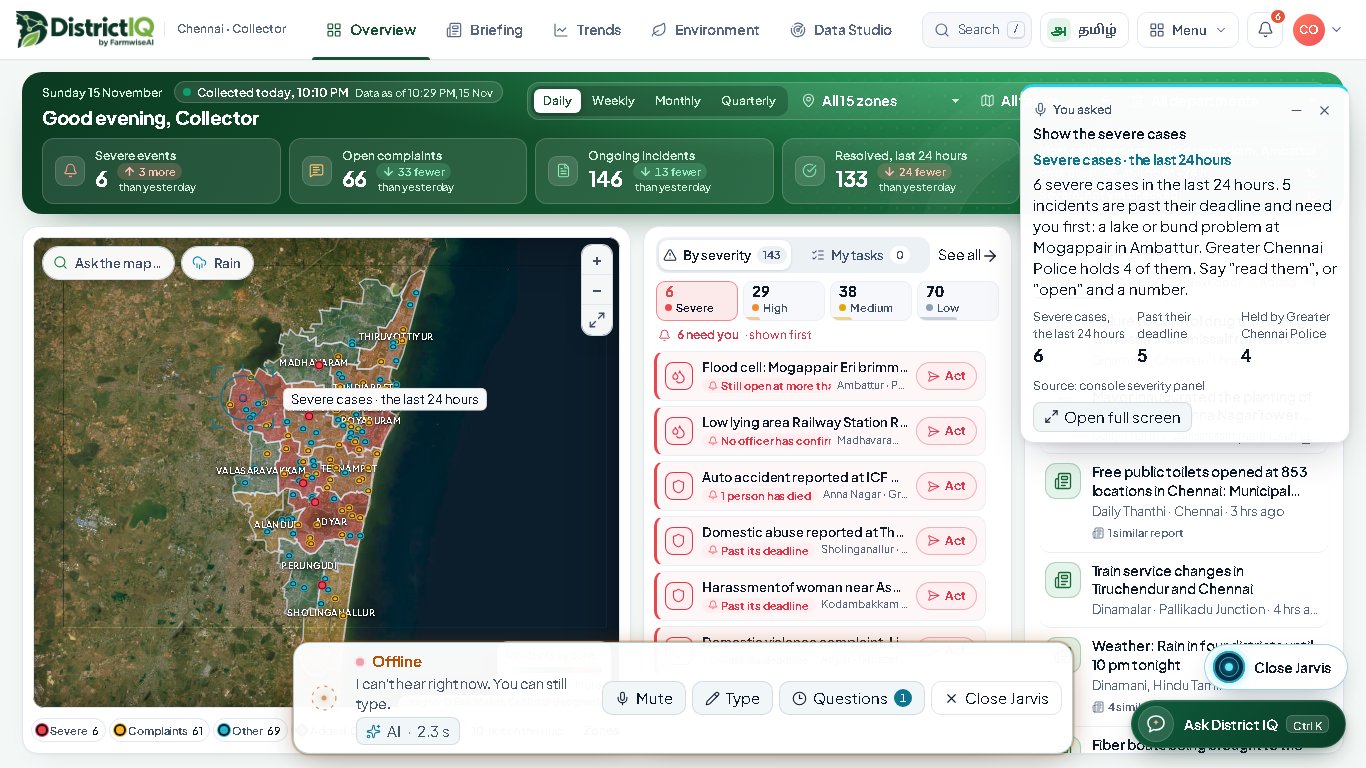 DistrictIQ
by FarmwiseAI
Chennai · Collector
Overview
Briefing
Trends
Environment
Data Studio
Search /
அ தமிழ்
Menu
6
CO
Sunday 15 November
Collected today, 10:10 PM Data as of 10:29 PM, 15 Nov
Good evening, Collector
Daily Weekly Monthly Quarterly
All 15 zones
Severe events
6 ↑ 3 more
than yesterday
Open complaints
66 ↓ 33 fewer
than yesterday
Ongoing incidents
146 ↓ 13 fewer
than yesterday
Resolved, last 24 hours
133 ↓ 24 fewer
than yesterday
You asked
Show the severe cases
Severe cases · the last 24 hours
6 severe cases in the last 24 hours. 5
incidents are past their deadline and need
you first: a lake or bund problem at
Mogappair in Ambattur. Greater Chennai
Police holds 4 of them. Say "read them", or
"open" and a number.
Severe cases, the last 24 hours
6
Past their deadline
5
Held by Greater Chennai Police
4
Source: console severity panel
Open full screen
Ask the map...
Rain
+
−
THIRUVOTTIYUR
MADHAVARAM
Severe cases · the last 24 hours
ROYAPURAM
VALASARAVAKKAM
TEYNAMPET
ALANDUR
ADYAR
PERUNGUDI
SHOLINGANALLUR
Severe 6
Complaints 61
Other 69
By severity 143
My tasks 0
See all →
6
Severe
29
High
38
Medium
70
Low
6 need you · shown first
Flood cell: Mogappair Eri brimm...
Still open at more tha Ambattur · P...
Act
Low lying area Railway Station R...
No officer has confir Madhavara...
Act
Auto accident reported at ICF ...
1 person has died Anna Nagar · Gr...
Act
Domestic abuse reported at Th...
Past its deadline Sholinganallur · ...
Act
Harassment of woman near As...
Past its deadline Kodambakkam ...
Act
Domestic violence complaint: Li...
Free public toilets opened at 853
locations in Chennai: Municipal...
Daily Thanthi · Chennai · 3 hrs ago
1 similar report
Train service changes in
Tiruchendur and Chennai
Dinamalar · Pallikadu Junction · 4 hrs a...
Weather: Rain in four districts until
10 pm tonight
Dinamani, Hindu Tam
4 simil
Fiber boats being brought to the
Offline
I can't hear right now. You can still
type.
AI · 2.3 s
Mute
Type
Questions 1
Close Jarvis
Close Jarvis
Ask District IQ Ctrl K